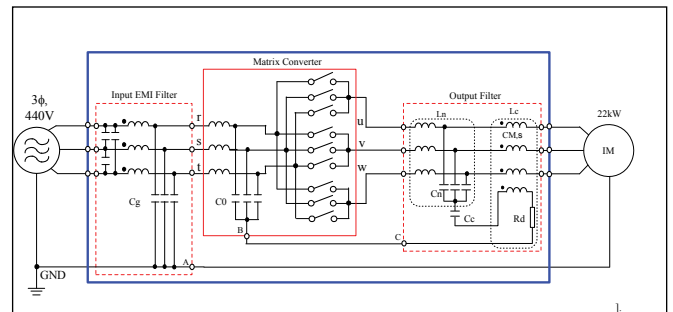 Matrix Converter
Input EMI Filter
Output Filter
3ϕ,
440V
r
s
t
u
v
w
Ln
Lc
CM,s
22kW
IM
Cg
C0
Cn
Cc
Rd
B
C
A
GND
].